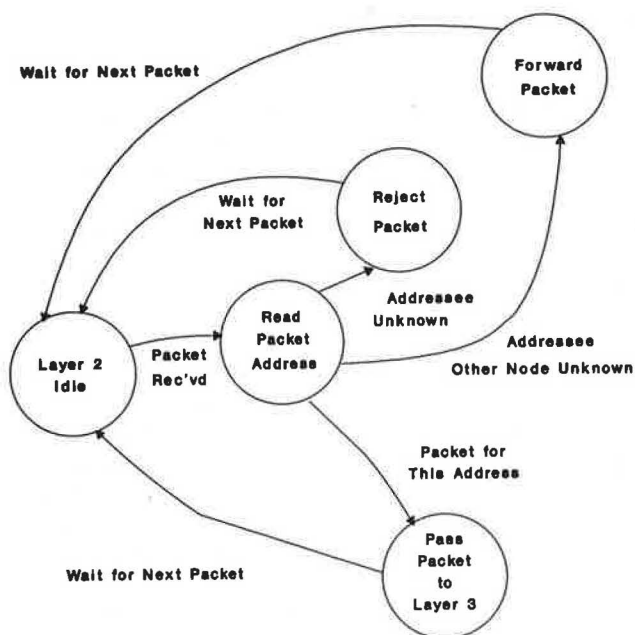 Wait for Next Packet
Forward
Packet
Wait for
Next Packet
Reject
Packet
Addressee
Unknown
Read
Packet
Address
Layer 2
Idle
Packet
Rec'vd
Addressee
Other Node Unknown
Packet for
This Address
Pass
Packet
to
Layer 3
Wait for Next Packet